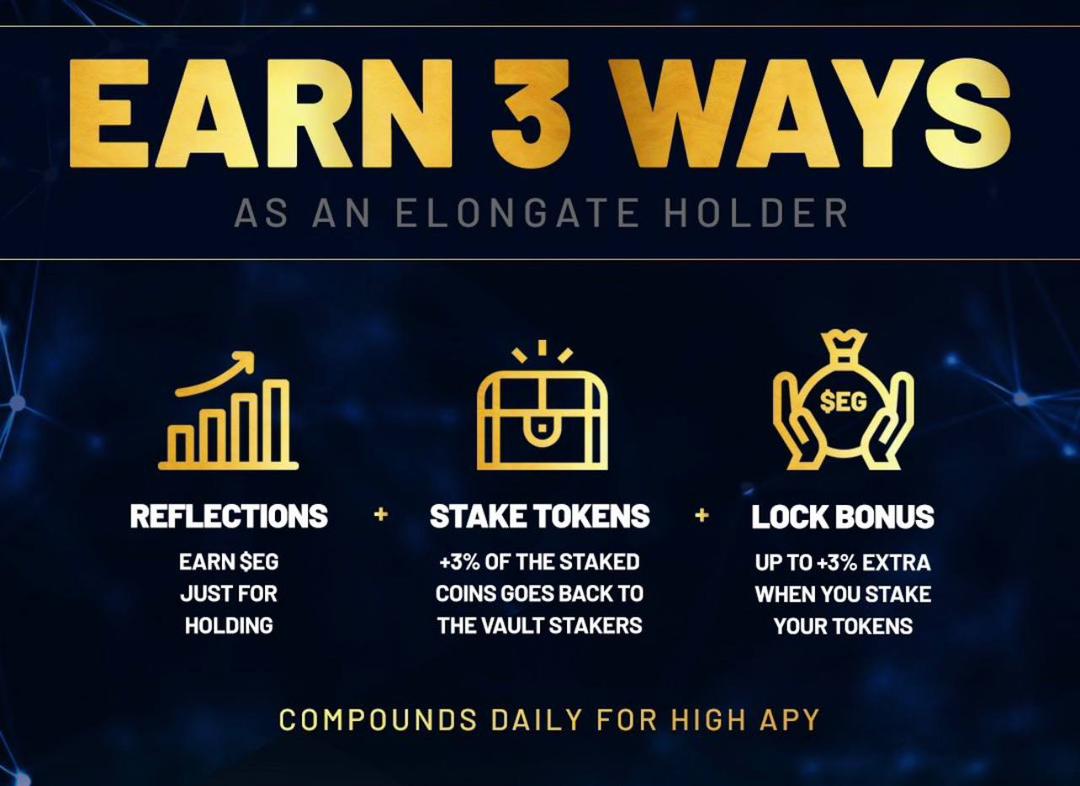 EARN 3 WAYS
AS AN ELONGATE HOLDER
$EG
REFLECTIONS + STAKE TOKENS + LOCK BONUS
EARN $EG
JUST FOR
HOLDING
+3% OF THE STAKED
COINS GOES BACK TO
THE VAULT STAKERS
UP TO +3% EXTRA
WHEN YOU STAKE
YOUR TOKENS
COMPOUNDS DAILY FOR HIGH APY